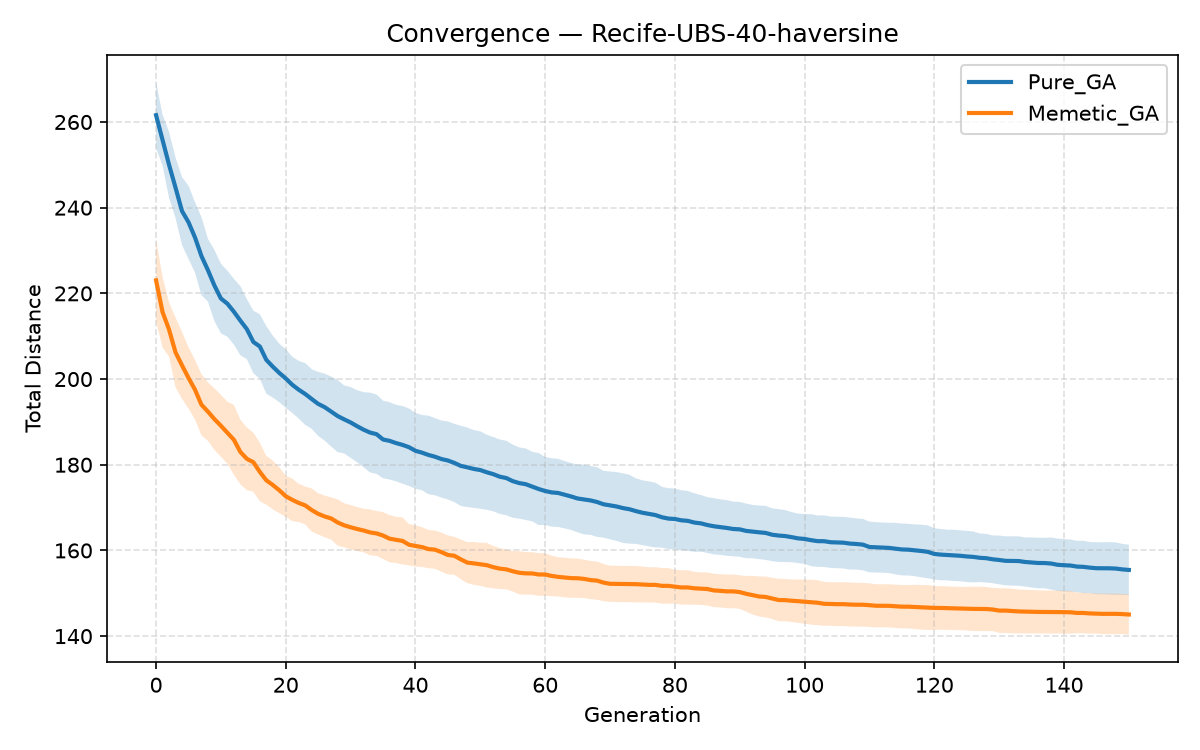 Convergence — Recife-UBS-40-haversine
Pure_GA
Memetic_GA
Total Distance
260
240
220
200
180
160
140
0 20 40 60 80 100 120 140
Generation